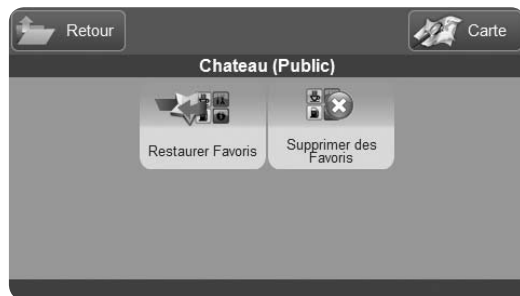 Retour
Carte
Chateau (Public)
Restaurer Favoris
Supprimer des
Favoris